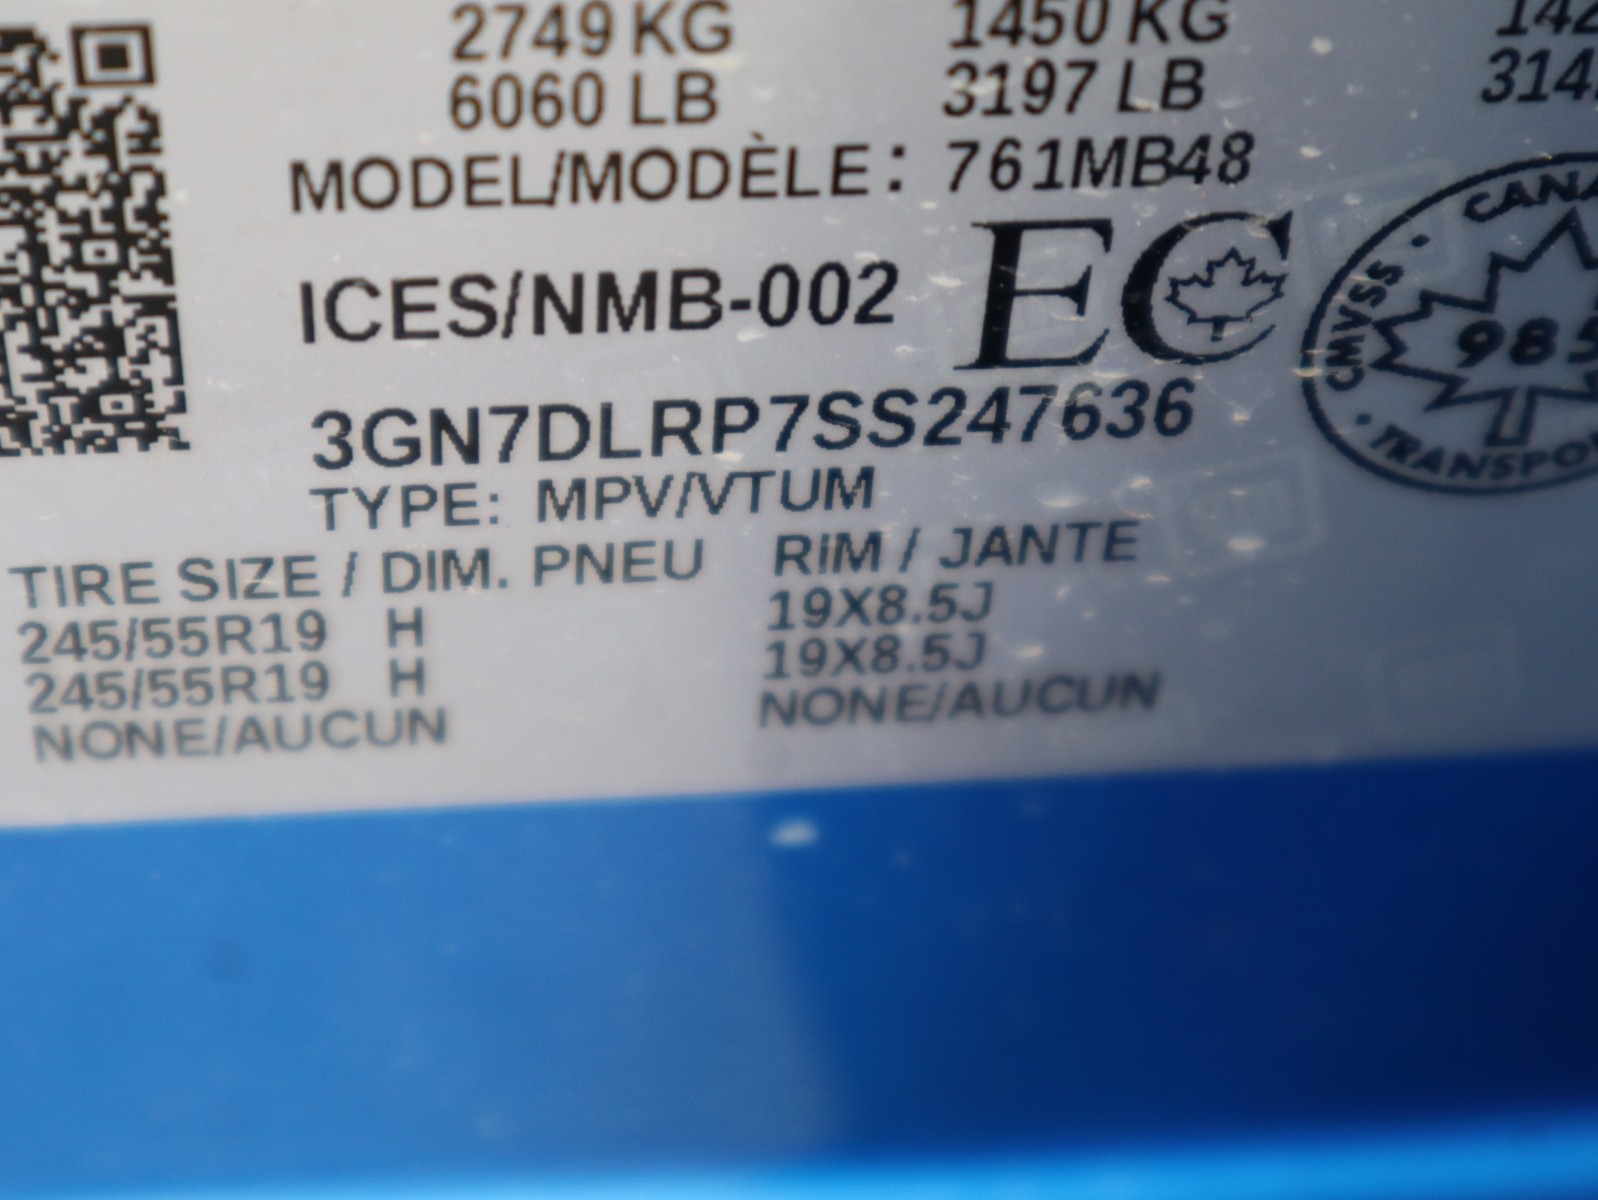 2749 KG 1450 KG 142
6060 LB 3197 LB 314
MODEL/MODÈLE: 761MB48
ICES/NMB-002 EC
CMVSS 985 TRANSPO
3GN7DLRP7SS247636
TYPE: MPV/VTUM
TIRE SIZE / DIM. PNEU RIM / JANTE
245/55R19 H 19X8.5J
245/55R19 H 19X8.5J
NONE/AUCUN NONE/AUCUN